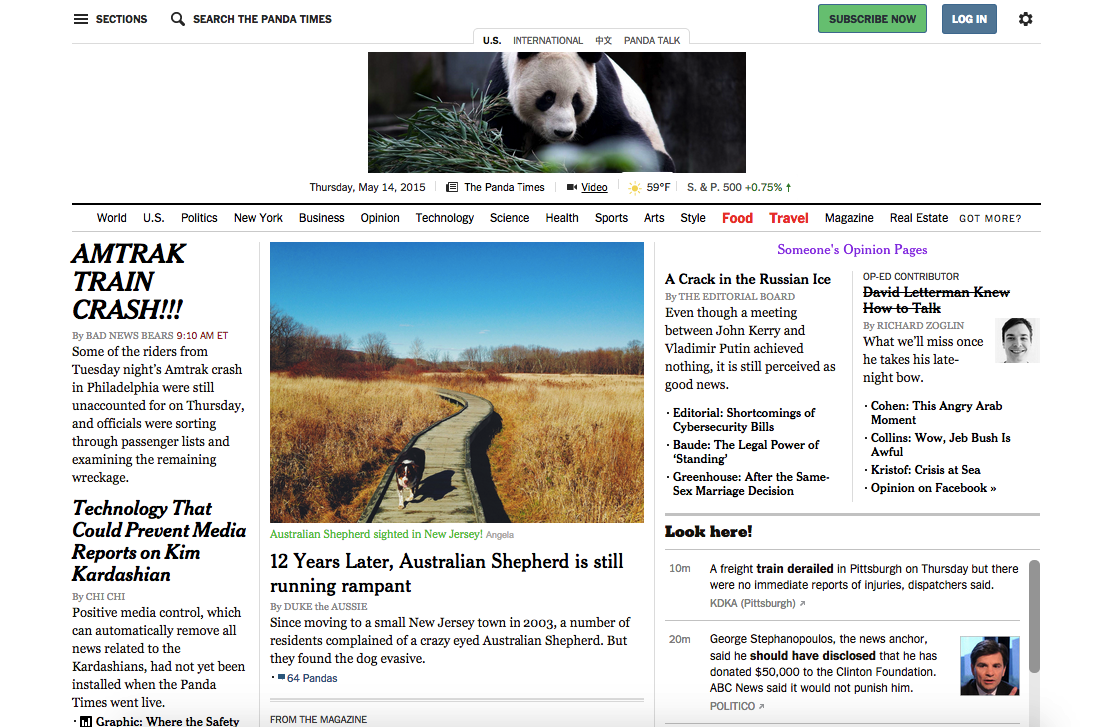 SECTIONS
SEARCH THE PANDA TIMES
SUBSCRIBE NOW
LOG IN
U.S.
INTERNATIONAL
中文
PANDA TALK
Thursday, May 14, 2015
The Panda Times
Video
59°F
S. & P. 500 +0.75% ↑
World
U.S.
Politics
New York
Business
Opinion
Technology
Science
Health
Sports
Arts
Style
Food
Travel
Magazine
Real Estate
GOT MORE?
AMTRAK
TRAIN
CRASH!!!
By BAD NEWS BEARS 9:10 AM ET
Some of the riders from
Tuesday night's Amtrak crash
in Philadelphia were still
unaccounted for on Thursday,
and officials were sorting
through passenger lists and
examining the remaining
wreckage.
Technology That
Could Prevent Media
Reports on Kim
Kardashian
By CHI CHI
Positive media control, which
can automatically remove all
news related to the
Kardashians, had not yet been
installed when the Panda
Times went live.
· Graphic: Where the Safety
Australian Shepherd sighted in New Jersey! Angela
12 Years Later, Australian Shepherd is still
running rampant
By DUKE the AUSSIE
Since moving to a small New Jersey town in 2003, a number of
residents complained of a crazy eyed Australian Shepherd. But
they found the dog evasive.
· 64 Pandas
FROM THE MAGAZINE
Someone's Opinion Pages
A Crack in the Russian Ice
By THE EDITORIAL BOARD
Even though a meeting
between John Kerry and
Vladimir Putin achieved
nothing, it is still perceived as
good news.
· Editorial: Shortcomings of
Cybersecurity Bills
· Baude: The Legal Power of
'Standing'
· Greenhouse: After the Same-
Sex Marriage Decision
OP-ED CONTRIBUTOR
David Letterman Knew
How to Talk
By RICHARD ZOGLIN
What we'll miss once
he takes his late-
night bow.
· Cohen: This Angry Arab
Moment
· Collins: Wow, Jeb Bush Is
Awful
· Kristof: Crisis at Sea
· Opinion on Facebook »
Look here!
10m
A freight train derailed in Pittsburgh on Thursday but there
were no immediate reports of injuries, dispatchers said.
KDKA (Pittsburgh) ↗
20m
George Stephanopoulos, the news anchor,
said he should have disclosed that he has
donated $50,000 to the Clinton Foundation.
ABC News said it would not punish him.
POLITICO ↗